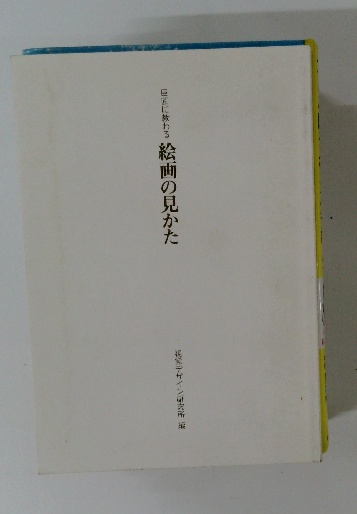 巨匠に教わる
絵画の見かた
視覚デザイン研究所 編